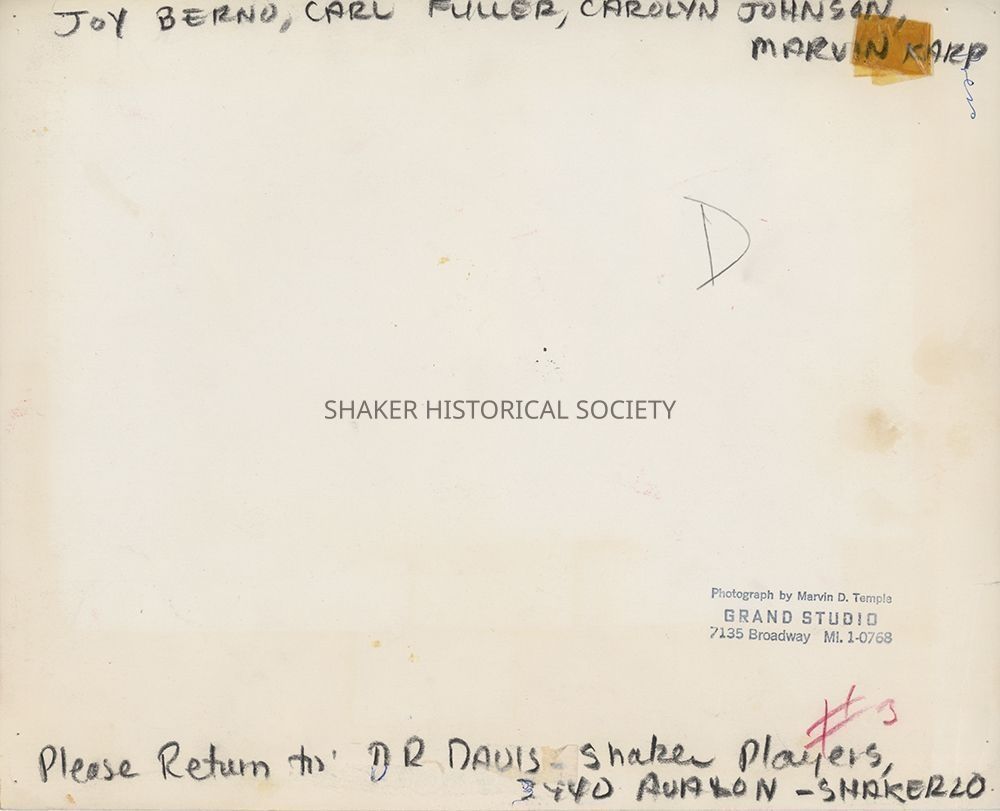 JOY BERNO, CARL FULLER, CAROLYN JOHNSON,
MARVIN KARP
D
SHAKER HISTORICAL SOCIETY
Photograph by Marvin D. Temple
GRAND STUDIO
7135 Broadway MI. 1-0768
#3
Please Return to: DR DAVIS - Shaker Players,
3440 AVALON - SHAKER 20